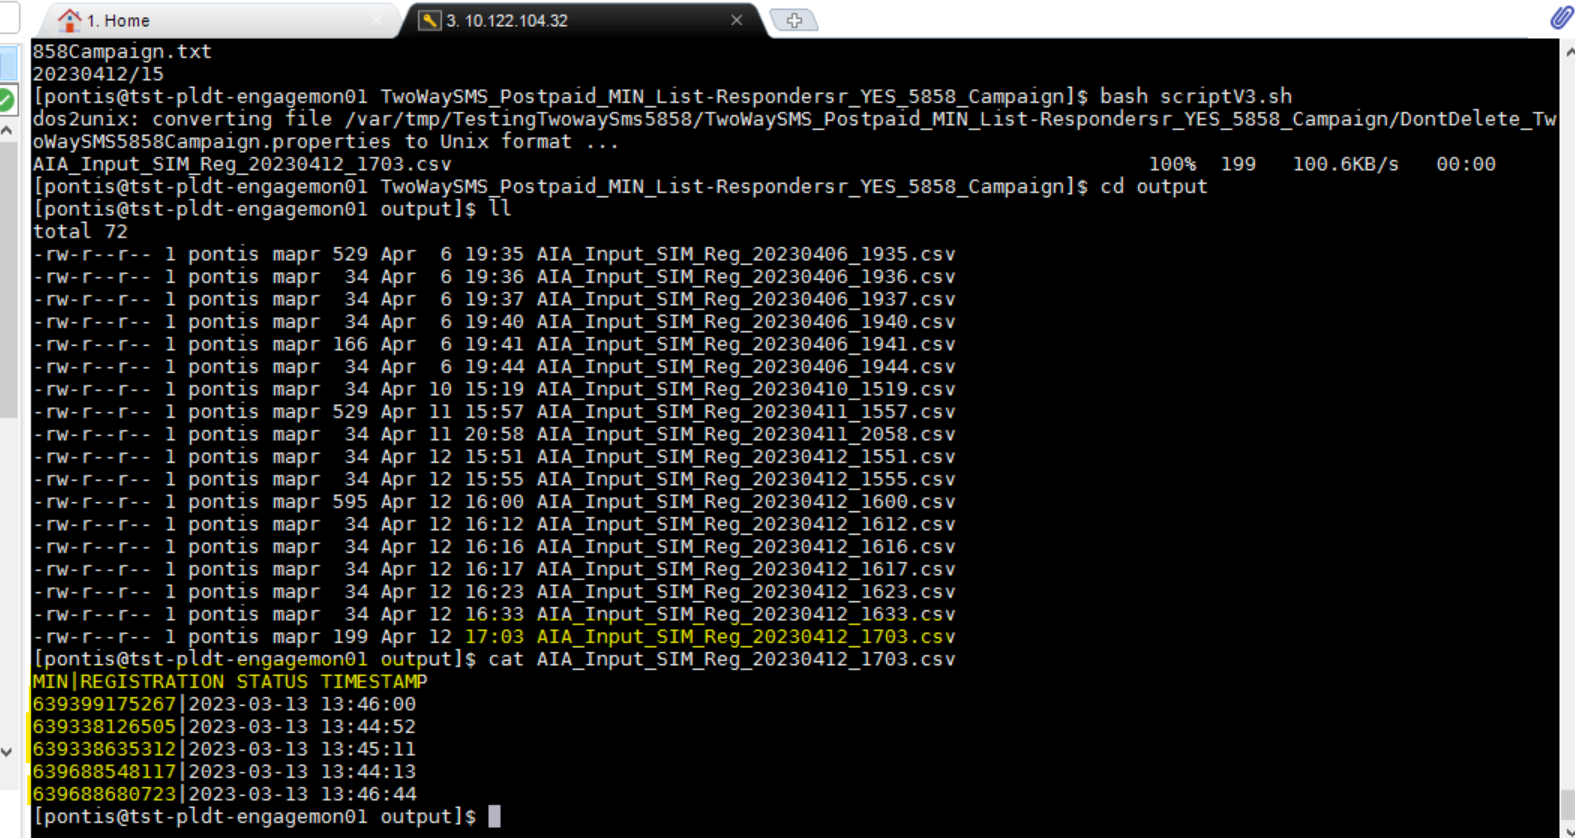 1. Home
3. 10.122.104.32
858Campaign.txt
20230412/15
[pontis@tst-pldt-engagemon01 TwoWaySMS_Postpaid_MIN_List-Respondersr_YES_5858_Campaign]$ bash scriptV3.sh
dos2unix: converting file /var/tmp/TestingTwowaySms5858/TwoWaySMS_Postpaid_MIN_List-Respondersr_YES_5858_Campaign/DontDelete_Tw
oWaySMS5858Campaign.properties to Unix format ...
AIA_Input_SIM_Reg_20230412_1703.csv 100% 199 100.6KB/s 00:00
[pontis@tst-pldt-engagemon01 TwoWaySMS_Postpaid_MIN_List-Respondersr_YES_5858_Campaign]$ cd output
[pontis@tst-pldt-engagemon01 output]$ ll
total 72
-rw-r--r-- 1 pontis mapr 529 Apr  6 19:35 AIA_Input_SIM_Reg_20230406_1935.csv
-rw-r--r-- 1 pontis mapr  34 Apr  6 19:36 AIA_Input_SIM_Reg_20230406_1936.csv
-rw-r--r-- 1 pontis mapr  34 Apr  6 19:37 AIA_Input_SIM_Reg_20230406_1937.csv
-rw-r--r-- 1 pontis mapr  34 Apr  6 19:40 AIA_Input_SIM_Reg_20230406_1940.csv
-rw-r--r-- 1 pontis mapr 166 Apr  6 19:41 AIA_Input_SIM_Reg_20230406_1941.csv
-rw-r--r-- 1 pontis mapr  34 Apr  6 19:44 AIA_Input_SIM_Reg_20230406_1944.csv
-rw-r--r-- 1 pontis mapr  34 Apr 10 15:19 AIA_Input_SIM_Reg_20230410_1519.csv
-rw-r--r-- 1 pontis mapr 529 Apr 11 15:57 AIA_Input_SIM_Reg_20230411_1557.csv
-rw-r--r-- 1 pontis mapr  34 Apr 11 20:58 AIA_Input_SIM_Reg_20230411_2058.csv
-rw-r--r-- 1 pontis mapr  34 Apr 12 15:51 AIA_Input_SIM_Reg_20230412_1551.csv
-rw-r--r-- 1 pontis mapr  34 Apr 12 15:55 AIA_Input_SIM_Reg_20230412_1555.csv
-rw-r--r-- 1 pontis mapr 595 Apr 12 16:00 AIA_Input_SIM_Reg_20230412_1600.csv
-rw-r--r-- 1 pontis mapr  34 Apr 12 16:12 AIA_Input_SIM_Reg_20230412_1612.csv
-rw-r--r-- 1 pontis mapr  34 Apr 12 16:16 AIA_Input_SIM_Reg_20230412_1616.csv
-rw-r--r-- 1 pontis mapr  34 Apr 12 16:17 AIA_Input_SIM_Reg_20230412_1617.csv
-rw-r--r-- 1 pontis mapr  34 Apr 12 16:23 AIA_Input_SIM_Reg_20230412_1623.csv
-rw-r--r-- 1 pontis mapr  34 Apr 12 16:33 AIA_Input_SIM_Reg_20230412_1633.csv
-rw-r--r-- 1 pontis mapr 199 Apr 12 17:03 AIA_Input_SIM_Reg_20230412_1703.csv
[pontis@tst-pldt-engagemon01 output]$ cat AIA_Input_SIM_Reg_20230412_1703.csv
MIN|REGISTRATION STATUS TIMESTAMP
639399175267|2023-03-13 13:46:00
639338126505|2023-03-13 13:44:52
639338635312|2023-03-13 13:45:11
639688548117|2023-03-13 13:44:13
639688680723|2023-03-13 13:46:44
[pontis@tst-pldt-engagemon01 output]$